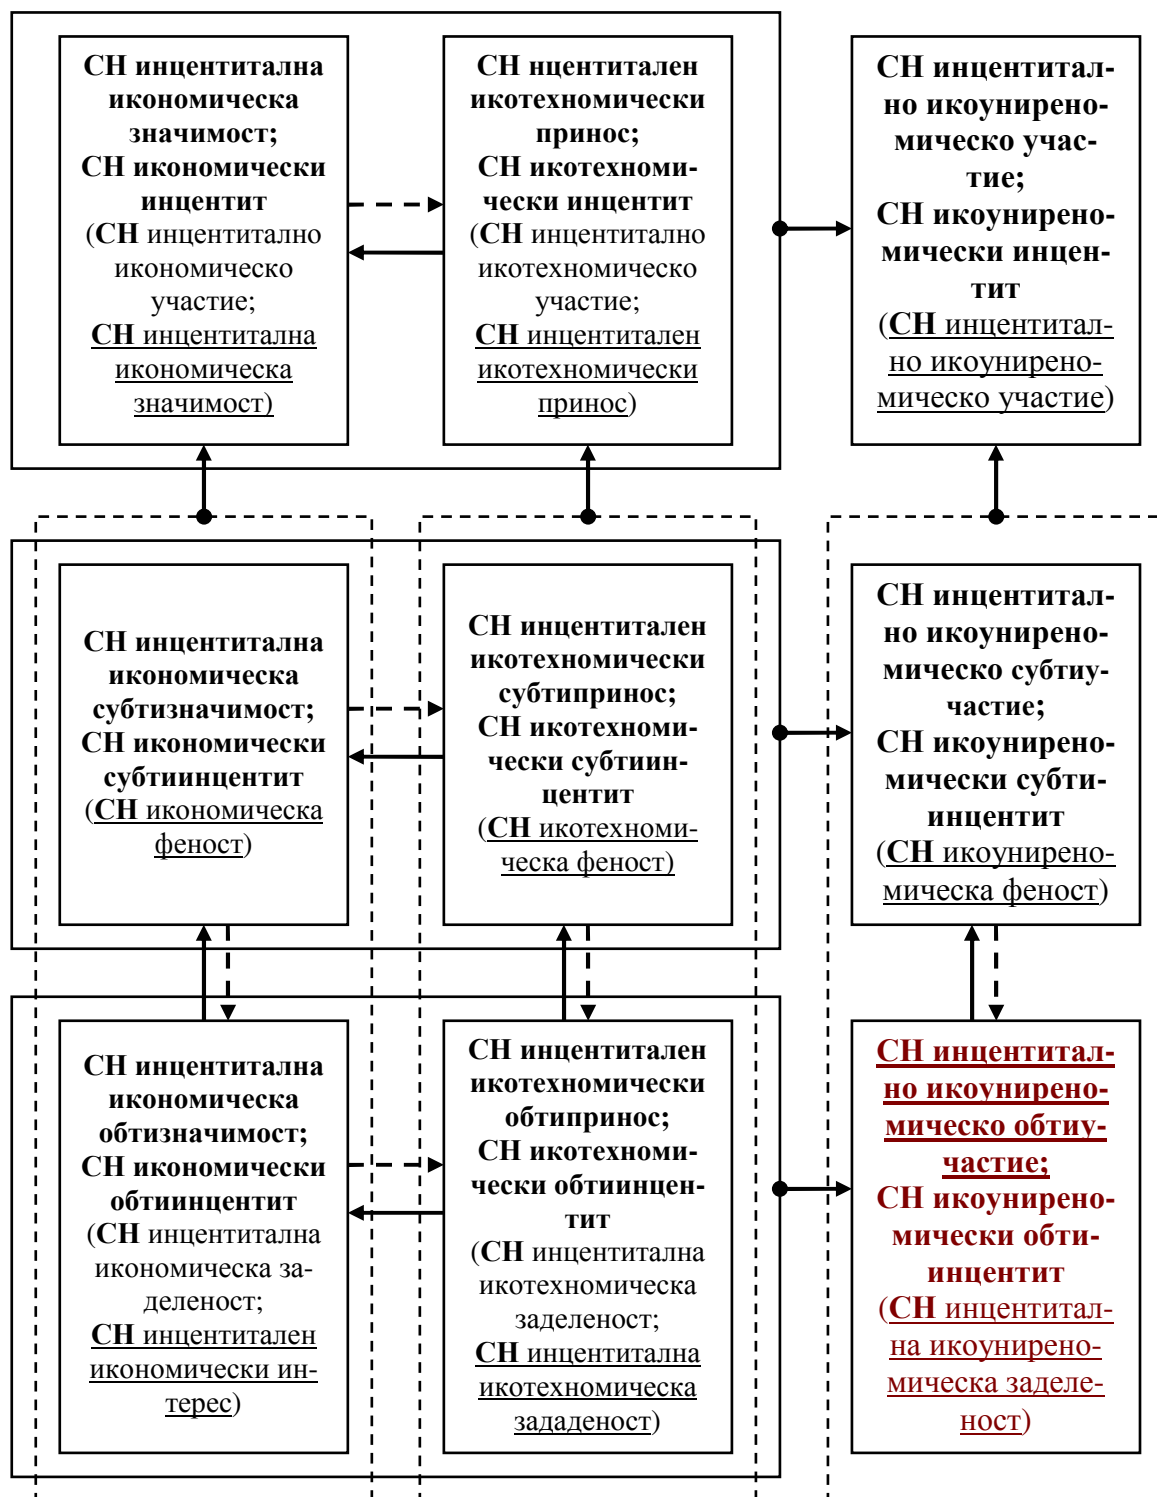 СН инцентитална
икономическа
значимост;
СН икономически
инцентит
(СН инцентитално
икономическо
участие;
СН инцентитална
икономическа
значимост)
СН нцентитален
икотехномически
принос;
СН икотехноми-
чески инцентит
(СН инцентитално
икотехномическо
участие;
СН инцентитален
икотехномически
принос)
СН инцентитал-
но икоунирено-
мическо учас-
тие;
СН икоунирено-
мически инцен-
тит
(СН инцентитал-
но икоунирено-
мическо участие)
СН инцентитална
икономическа
субтизначимост;
СН икономически
субтиинцентит
(СН икономическа
феност)
СН инцентитален
икотехномически
субтипринос;
СН икотехноми-
чески субтиин-
центит
(СН икотехноми-
ческа феност)
СН инцентитал-
но икоунирено-
мическо субтиу-
частие;
СН икоунирено-
мически субти-
инцентит
(СН икоунирено-
мическа феност)
СН инцентитална
икономическа
обтизначимост;
СН икономически
обтиинцентит
(СН инцентитална
икономическа за-
деленост;
СН инцентитален
икономически ин-
терес)
СН инцентитален
икотехномически
обтипринос;
СН икотехноми-
чески обтиинцен-
тит
(СН инцентитална
икотехномическа
заделеност;
СН инцентитална
икотехномическа
зададеност)
СН инцентитал-
но икоунирено-
мическо обтиу-
частие;
СН икоунирено-
мически обти-
инцентит
(СН инцентитал-
на икоунирено-
мическа заделе-
ност)